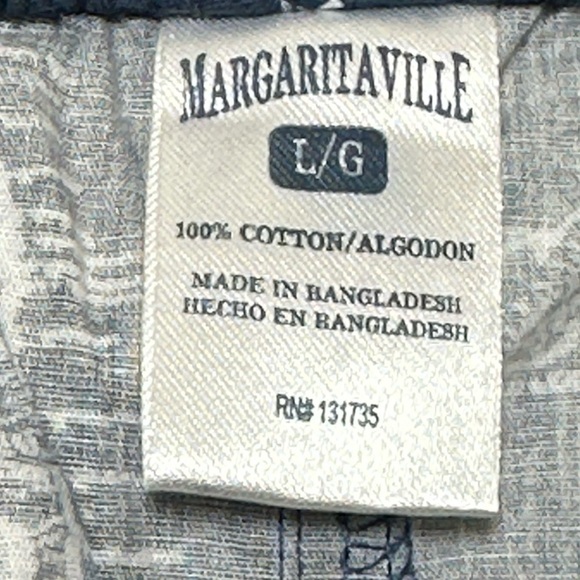 MARGARITAVILLE
L/G
100% COTTON/ALGODON
MADE IN BANGLADESH
HECHO EN BANGLADESH
RN# 131735